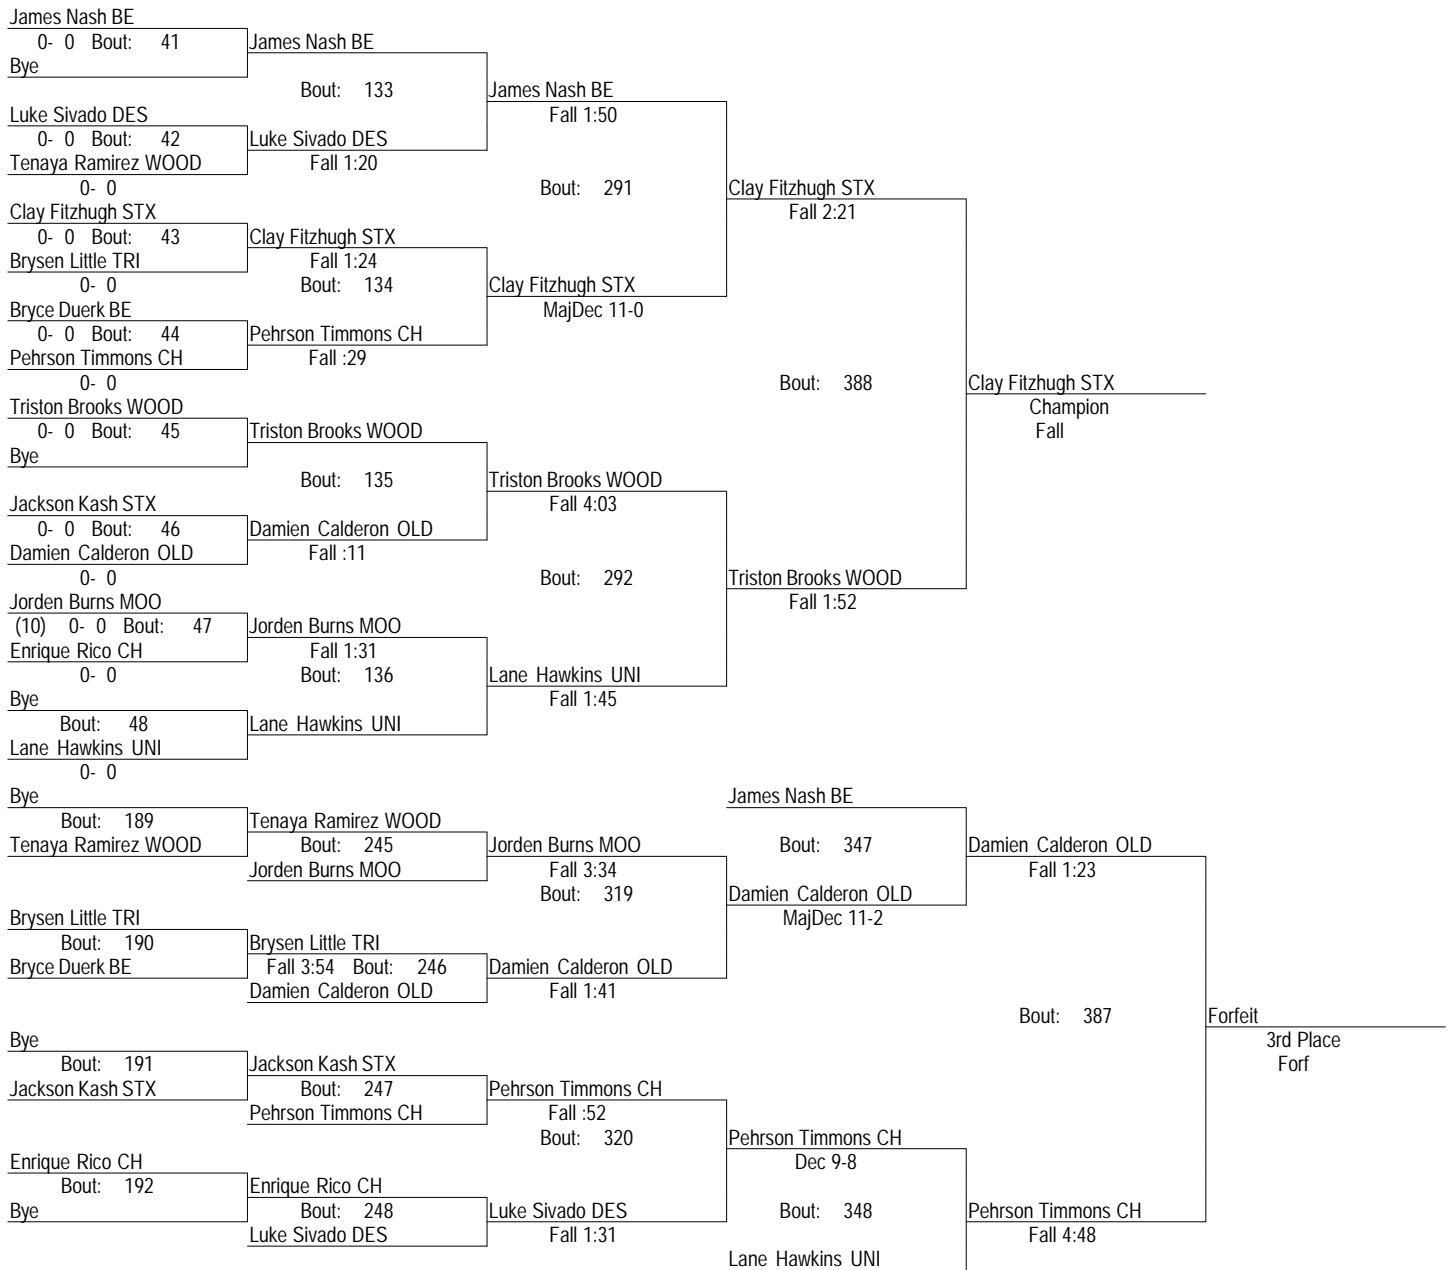 James Nash BE
0- 0 Bout: 41 James Nash BE
Bye
Bout: 133 James Nash BE
Luke Sivado DES Fall 1:50
0- 0 Bout: 42 Luke Sivado DES
Tenaya Ramirez WOOD Fall 1:20
0- 0 Bout: 291 Clay Fitzhugh STX
Clay Fitzhugh STX Fall 2:21
0- 0 Bout: 43 Clay Fitzhugh STX
Brysen Little TRI Fall 1:24
0- 0 Bout: 134 Clay Fitzhugh STX
Bryce Duerk BE MajDec 11-0
0- 0 Bout: 44 Pehrson Timmons CH
Pehrson Timmons CH Fall :29
0- 0 Bout: 388 Clay Fitzhugh STX
Triston Brooks WOOD Champion
0- 0 Bout: 45 Triston Brooks WOOD Fall
Bye
Bout: 135 Triston Brooks WOOD
Jackson Kash STX Fall 4:03
0- 0 Bout: 46 Damien Calderon OLD
Damien Calderon OLD Fall :11
0- 0 Bout: 292 Triston Brooks WOOD
Jorden Burns MOO Fall 1:52
(10) 0- 0 Bout: 47 Jorden Burns MOO
Enrique Rico CH Fall 1:31
0- 0 Bout: 136 Lane Hawkins UNI
Bye Fall 1:45
Bout: 48 Lane Hawkins UNI
Lane Hawkins UNI
0- 0
Bye James Nash BE
Bout: 189 Tenaya Ramirez WOOD
Tenaya Ramirez WOOD Bout: 245 Jorden Burns MOO Bout: 347 Damien Calderon OLD
Jorden Burns MOO Fall 3:34 Fall 1:23
Bout: 319 Damien Calderon OLD
Brysen Little TRI MajDec 11-2
Bout: 190 Brysen Little TRI
Bryce Duerk BE Fall 3:54 Bout: 246 Damien Calderon OLD
Damien Calderon OLD Fall 1:41
Bout: 387 Forfeit
Bye 3rd Place
Bout: 191 Jackson Kash STX Forf
Jackson Kash STX Bout: 247 Pehrson Timmons CH
Pehrson Timmons CH Fall :52
Bout: 320 Pehrson Timmons CH
Enrique Rico CH Dec 9-8
Bout: 192 Enrique Rico CH
Bye Bout: 248 Luke Sivado DES Bout: 348 Pehrson Timmons CH
Luke Sivado DES Fall 1:31 Fall 4:48
Lane Hawkins UNI